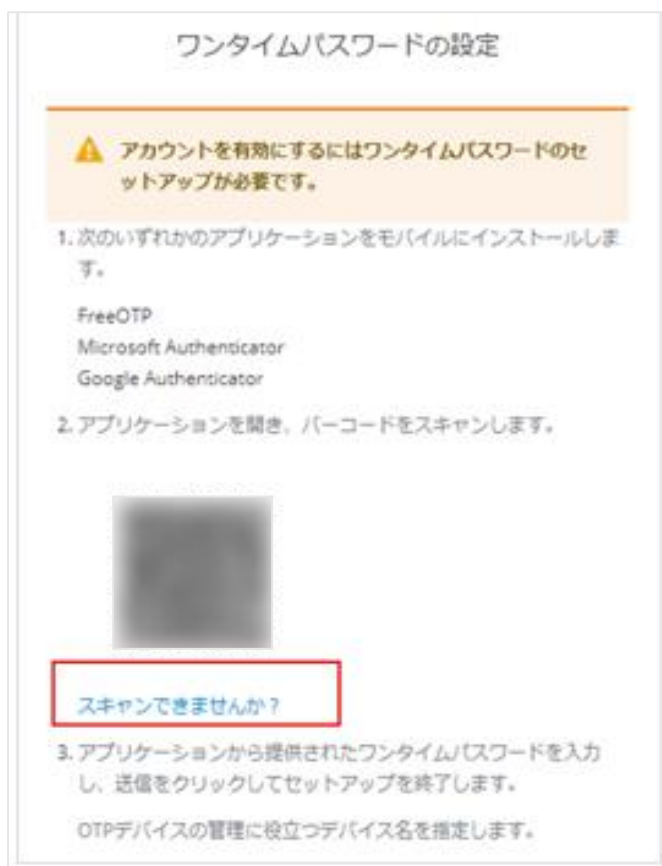 ワンタイムパスワードの設定
アカウントを有効にするにはワンタイムパスワードのセ
ットアップが必要です。
1. 次のいずれかのアプリケーションをモバイルにインストールしま
す。
FreeOTP
Microsoft Authenticator
Google Authenticator
2. アプリケーションを開き、バーコードをスキャンします。
スキャンできませんか？
3. アプリケーションから提供されたワンタイムパスワードを入力
し、送信をクリックしてセットアップを終了します。
OTPデバイスの管理に役立つデバイス名を指定します。